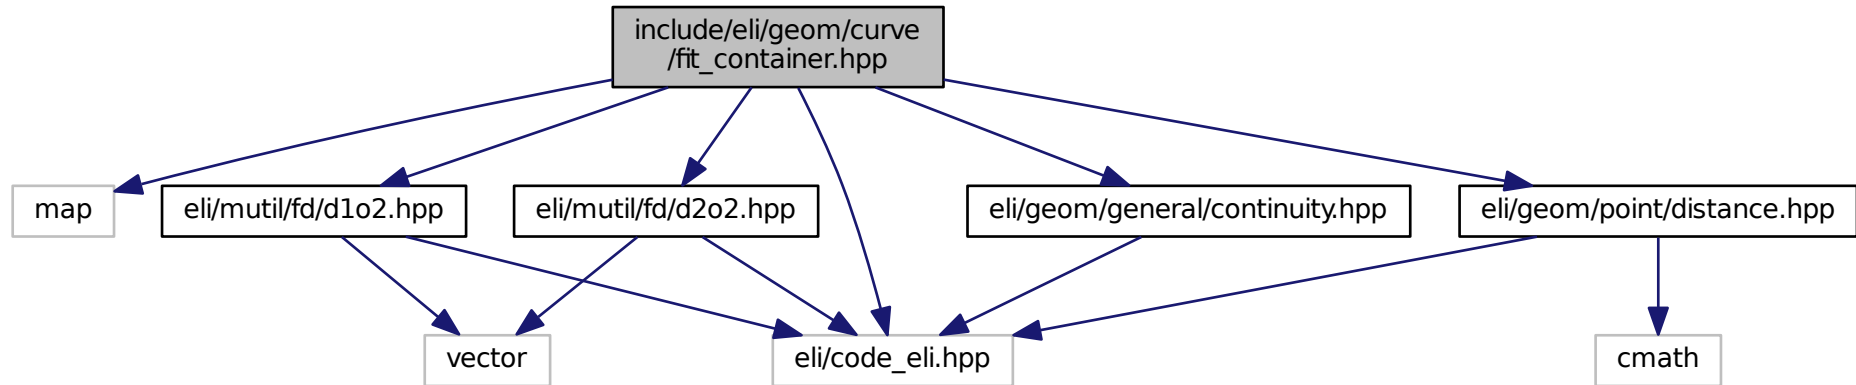 include/eli/geom/curve
/fit_container.hpp
map
eli/mutil/fd/d1o2.hpp
eli/mutil/fd/d2o2.hpp
eli/geom/general/continuity.hpp
eli/geom/point/distance.hpp
vector
eli/code_eli.hpp
cmath